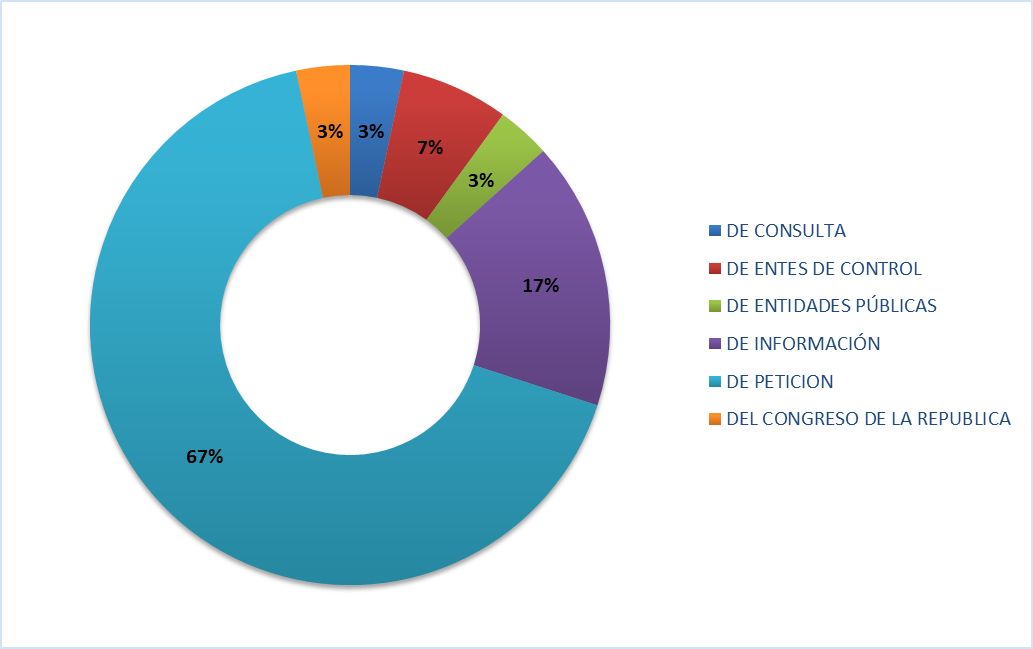 3%
3%
7%
3%
17%
67%
DE CONSULTA
DE ENTES DE CONTROL
DE ENTIDADES PÚBLICAS
DE INFORMACIÓN
DE PETICION
DEL CONGRESO DE LA REPUBLICA